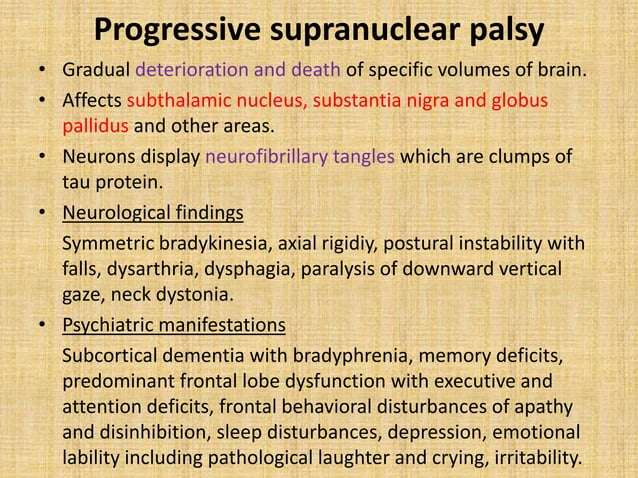 Progressive supranuclear palsy
• Gradual deterioration and death of specific volumes of brain.
• Affects subthalamic nucleus, substantia nigra and globus
pallidus and other areas.
• Neurons display neurofibrillary tangles which are clumps of
tau protein.
• Neurological findings
Symmetric bradykinesia, axial rigidiy, postural instability with
falls, dysarthria, dysphagia, paralysis of downward vertical
gaze, neck dystonia.
• Psychiatric manifestations
Subcortical dementia with bradyphrenia, memory deficits,
predominant frontal lobe dysfunction with executive and
attention deficits, frontal behavioral disturbances of apathy
and disinhibition, sleep disturbances, depression, emotional
lability including pathological laughter and crying, irritability.